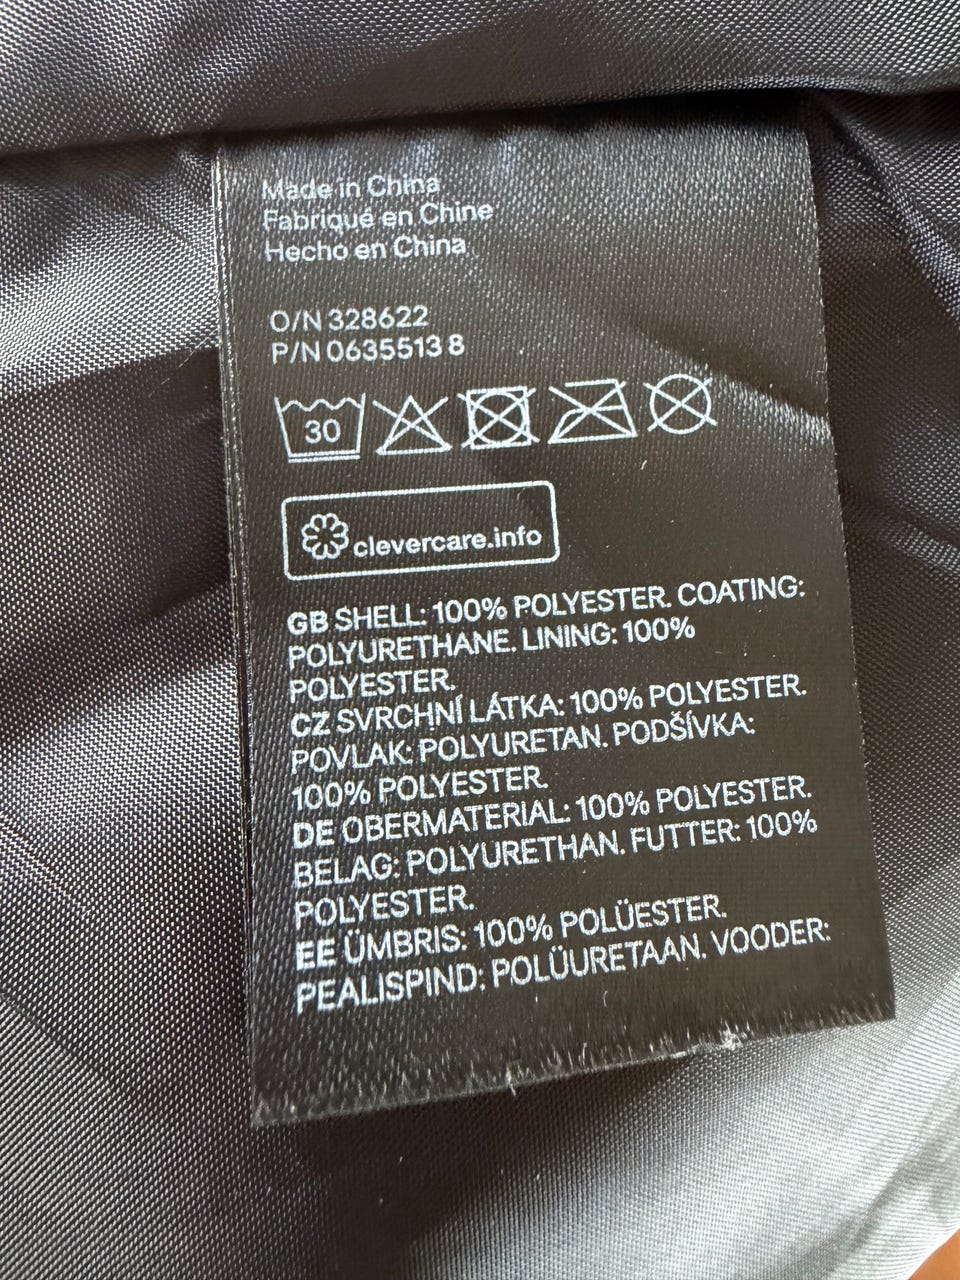 Made in China
Fabriqué en Chine
Hecho en China
O/N 328622
P/N 0635513 8
30
clevercare.info
GB SHELL: 100% POLYESTER. COATING:
POLYURETHANE. LINING: 100%
POLYESTER.
CZ SVRCHNÍ LÁTKA: 100% POLYESTER.
POVLAK: POLYURETAN. PODŠÍVKA:
100% POLYESTER.
DE OBERMATERIAL: 100% POLYESTER.
BELAG: POLYURETHAN. FUTTER: 100%
POLYESTER.
EE ÜMBRIS: 100% POLÜESTER.
PEALISPIND: POLÜURETAAN. VOODER: